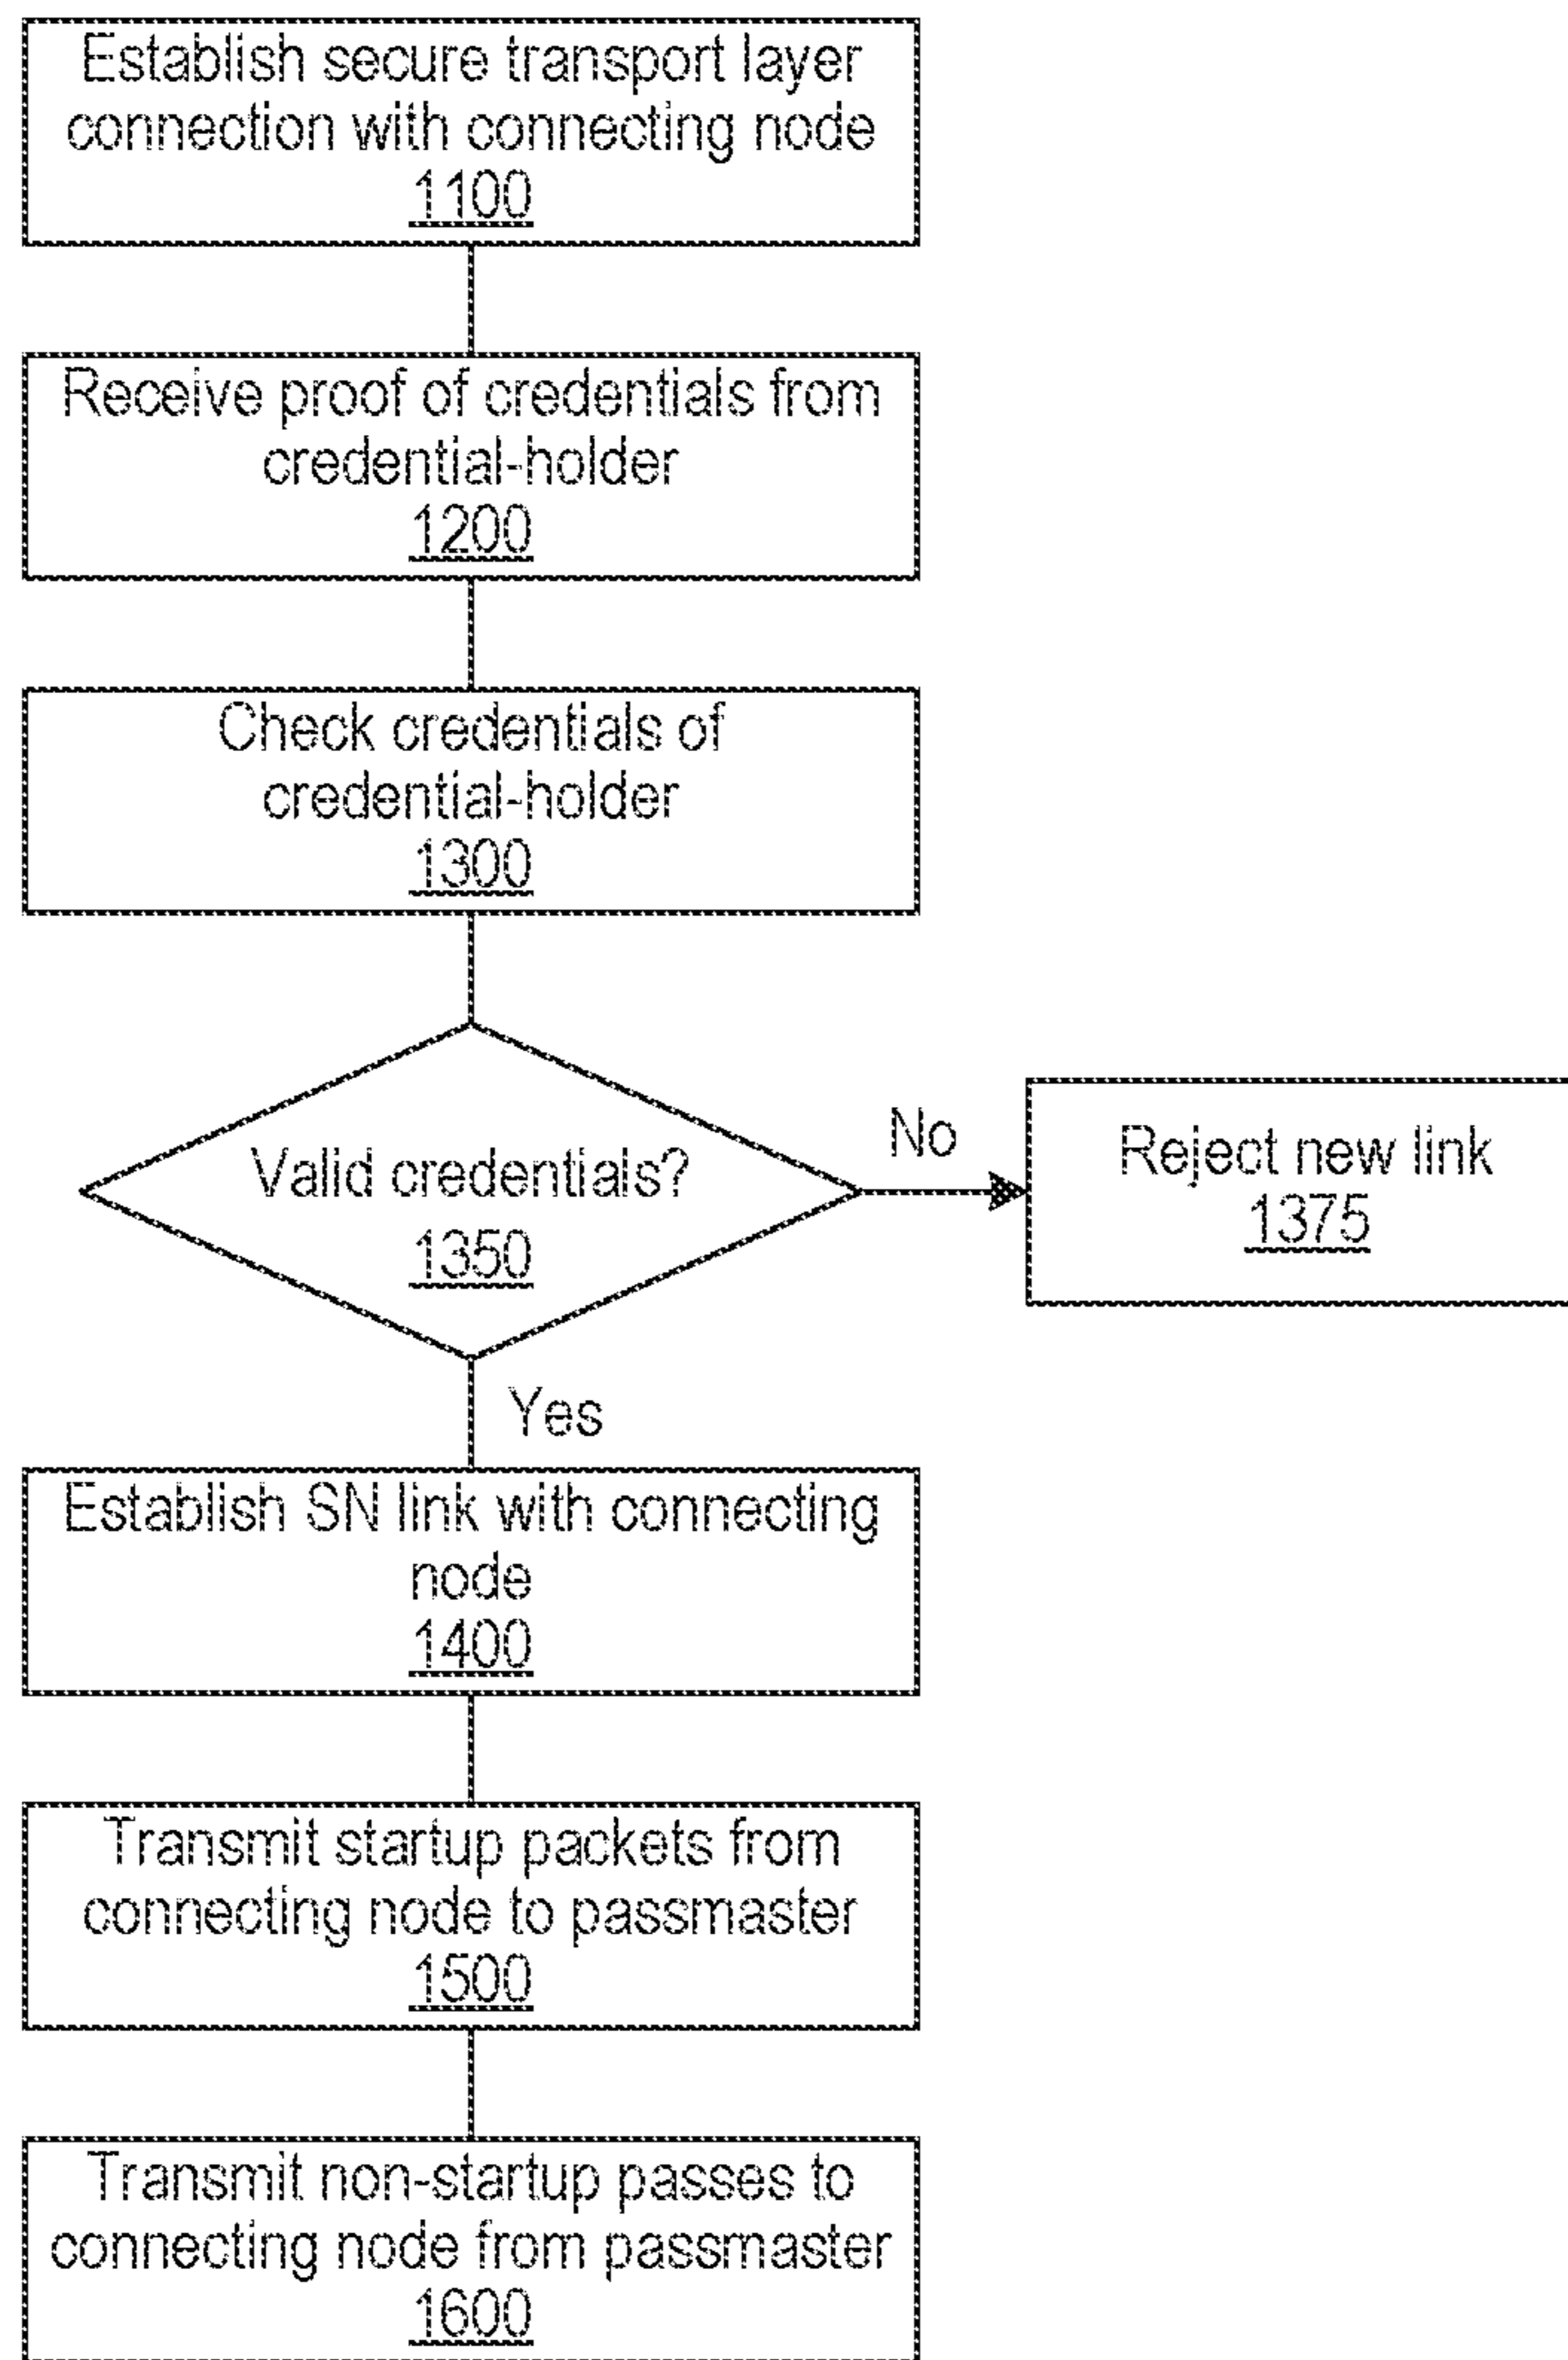 Establish secure transport layer
connection with connecting node
1100
Receive proof of credentials from
credential-holder
1200
Check credentials of
credential-holder
1300
Valid credentials?
1350
No
Reject new link
1375
Yes
Establish SN link with connecting
node
1400
Transmit startup packets from
connecting node to passmaster
1500
Transmit non-startup passes to
connecting node from passmaster
1600